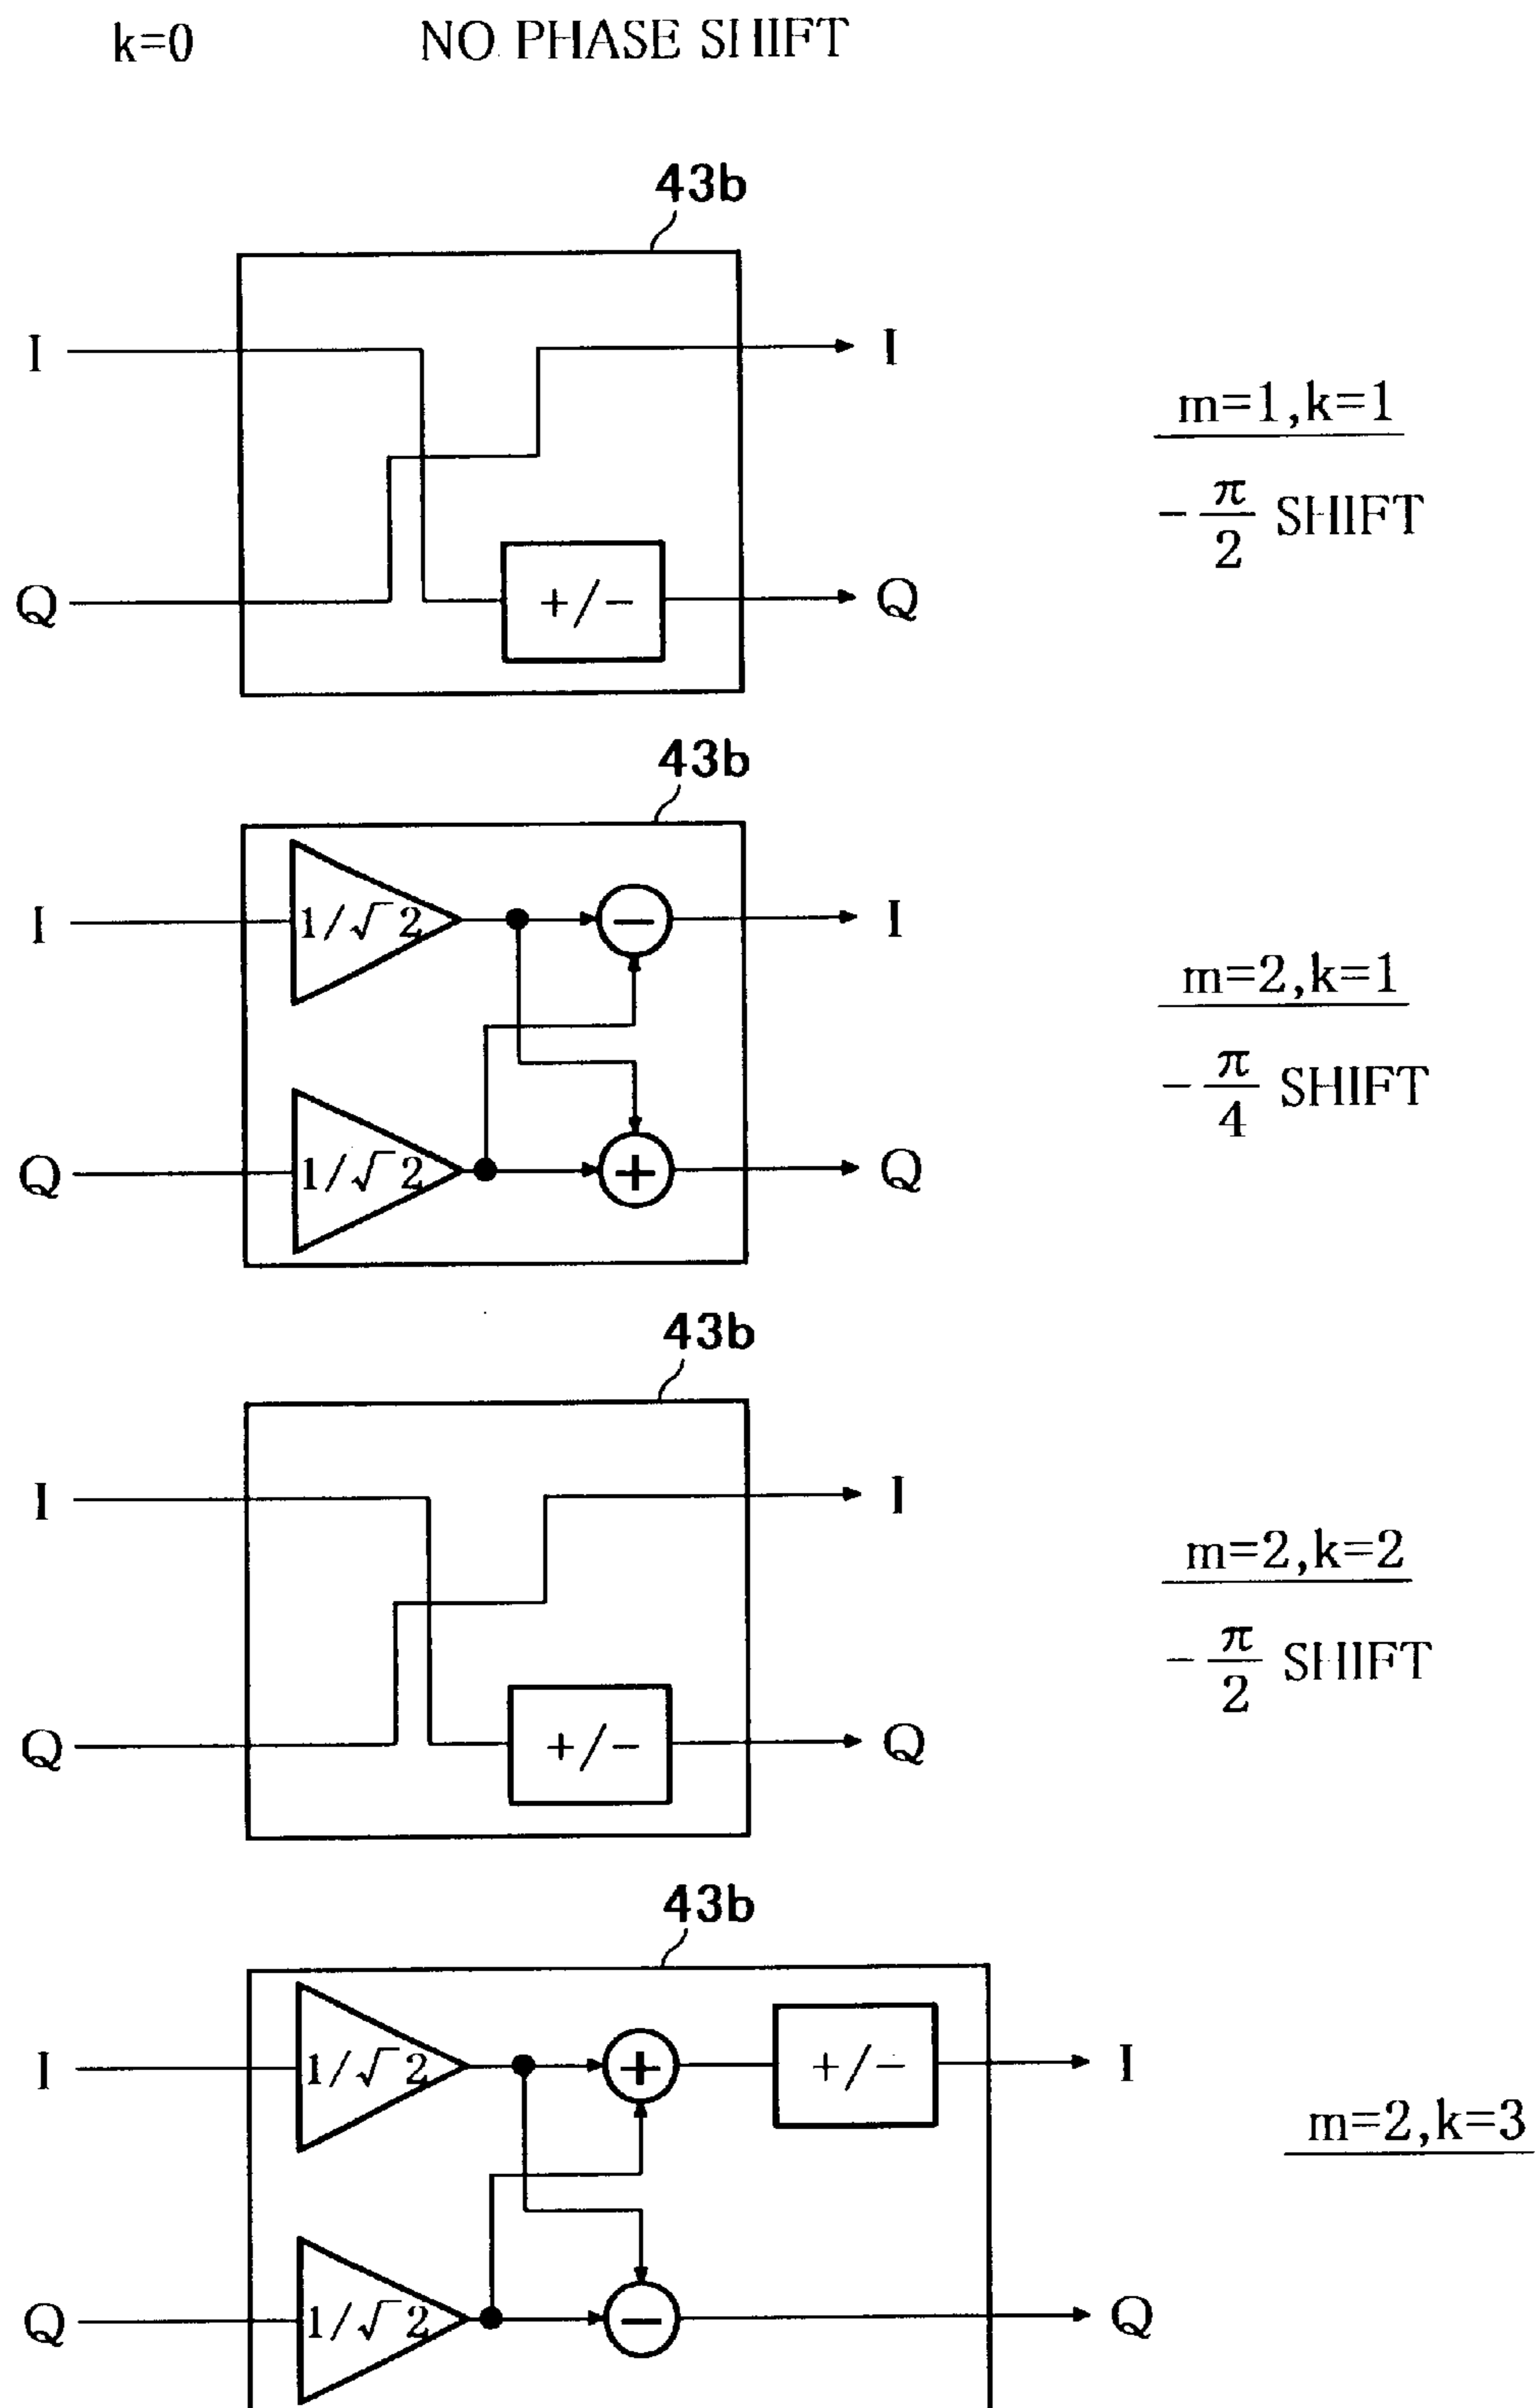 k=0 NO PHASE SHIFT
43b
I I
m=1,k=1
-π/2 SHIFT
Q +/- Q
43b
I 1/√2 − I
m=2,k=1
-π/4 SHIFT
Q 1/√2 + Q
43b
I I
m=2,k=2
-π/2 SHIFT
Q +/- Q
43b
I 1/√2 + +/- I
m=2,k=3
Q 1/√2 − Q